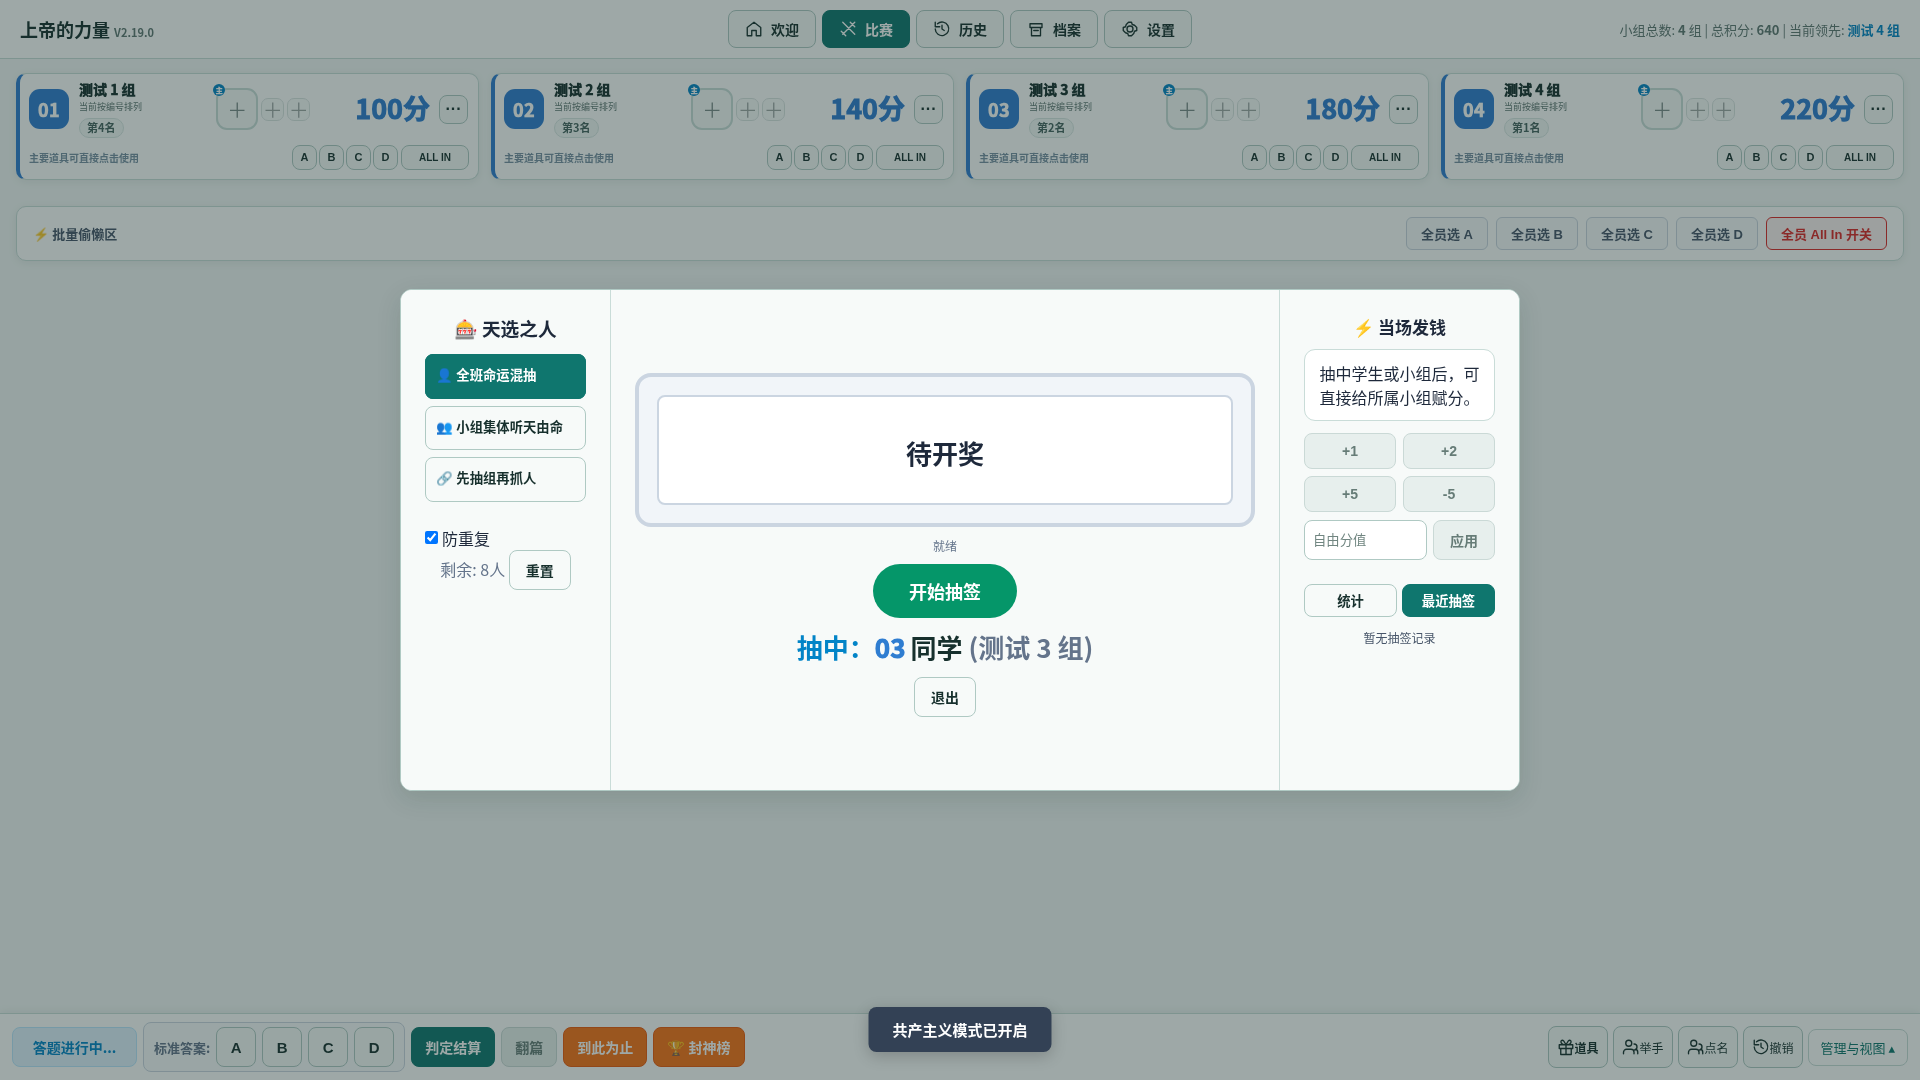 上帝的力量 V2.19.0
欢迎
比赛
历史
档案
设置
小组总数: 4 组 | 总积分: 640 | 当前领先: 测试 4 组
01
测试 1 组
当前按编号排列
第4名
主
100分
主要道具可直接点击使用
A
B
C
D
ALL IN
02
测试 2 组
当前按编号排列
第3名
主
140分
主要道具可直接点击使用
A
B
C
D
ALL IN
03
测试 3 组
当前按编号排列
第2名
主
180分
主要道具可直接点击使用
A
B
C
D
ALL IN
04
测试 4 组
当前按编号排列
第1名
主
220分
主要道具可直接点击使用
A
B
C
D
ALL IN
⚡ 批量偷懒区
全员选 A
全员选 B
全员选 C
全员选 D
全员 All In 开关
🎰 天选之人
👤 全班命运混抽
👥 小组集体听天由命
🔗 先抽组再抓人
防重复
剩余: 8人
重置
待开奖
就绪
开始抽签
抽中：03 同学 (测试 3 组)
退出
⚡ 当场发钱
抽中学生或小组后，可
直接给所属小组赋分。
+1
+2
+5
-5
自由分值
应用
统计
最近抽签
暂无抽签记录
共产主义模式已开启
答题进行中...
标准答案:
A
B
C
D
判定结算
翻篇
到此为止
🏆 封神榜
道具
举手
点名
撤销
管理与视图 ▴